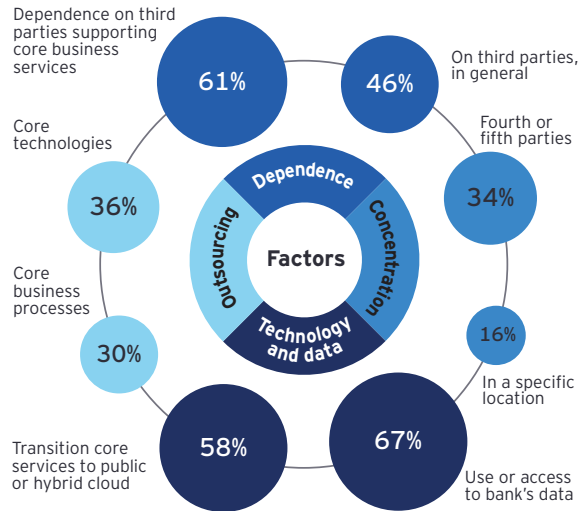 Dependence on third
parties supporting
core business
services
61%
46%
On third parties,
in general
Core
technologies
36%
Fourth or
fifth parties
34%
Dependence
Outsourcing
Factors
Concentration
Technology
and data
Core
business
processes
30%
16%
In a specific
location
Transition core
services to public
or hybrid cloud
58%
67%
Use or access
to bank’s data